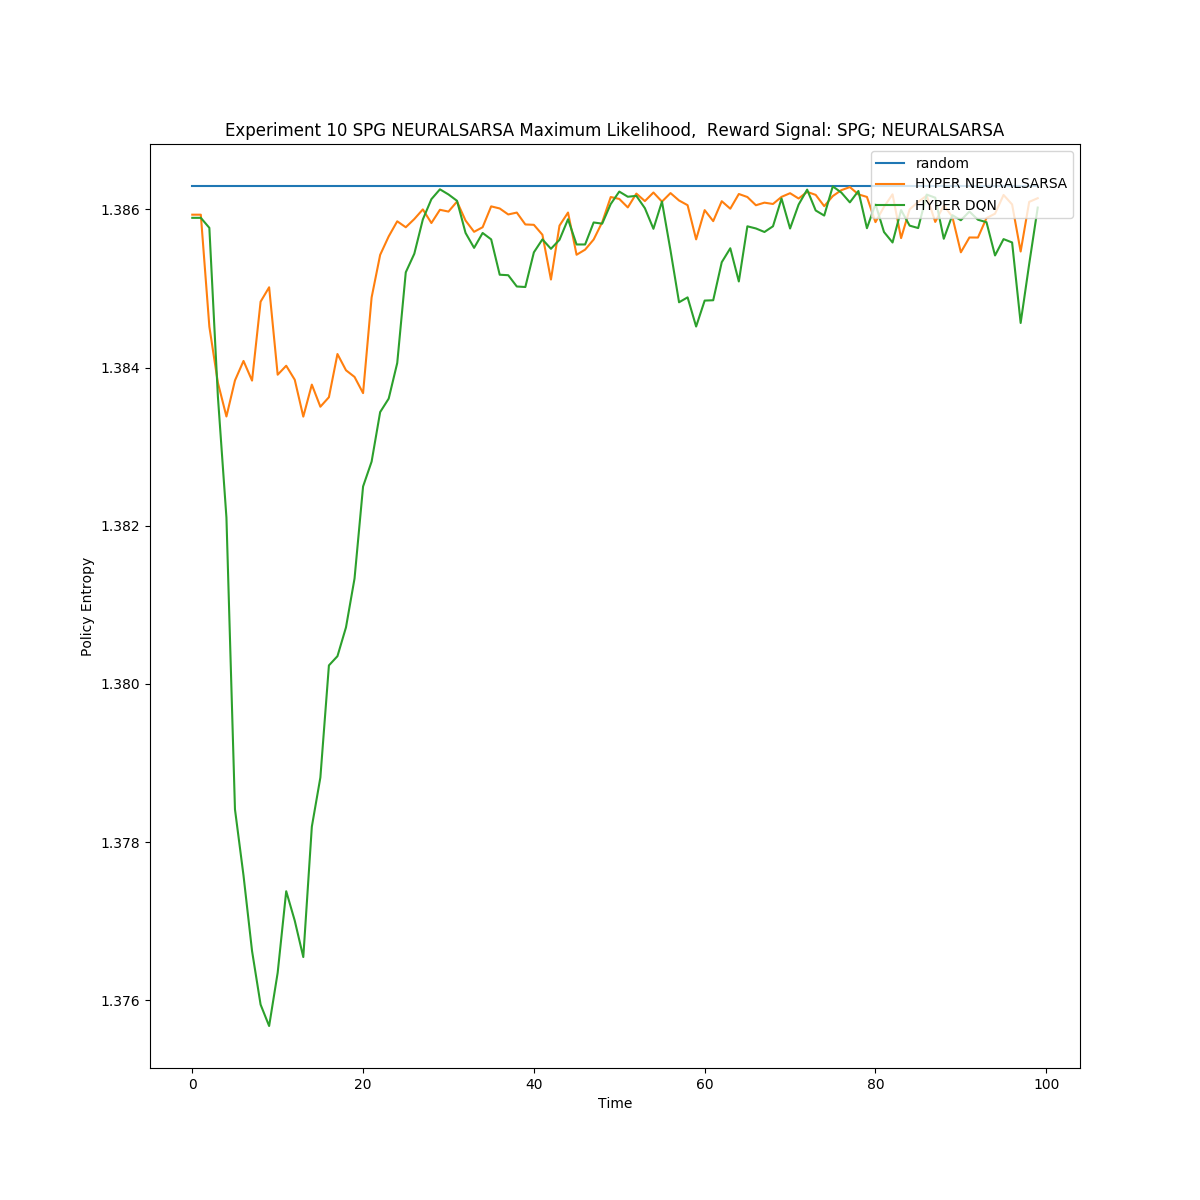 Experiment 10 SPG NEURALSARSA Maximum Likelihood,  Reward Signal: SPG; NEURALSARSA
random
HYPER NEURALSARSA
HYPER DQN
1.386
1.384
1.382
1.380
1.378
1.376
Policy Entropy
0 20 40 60 80 100
Time